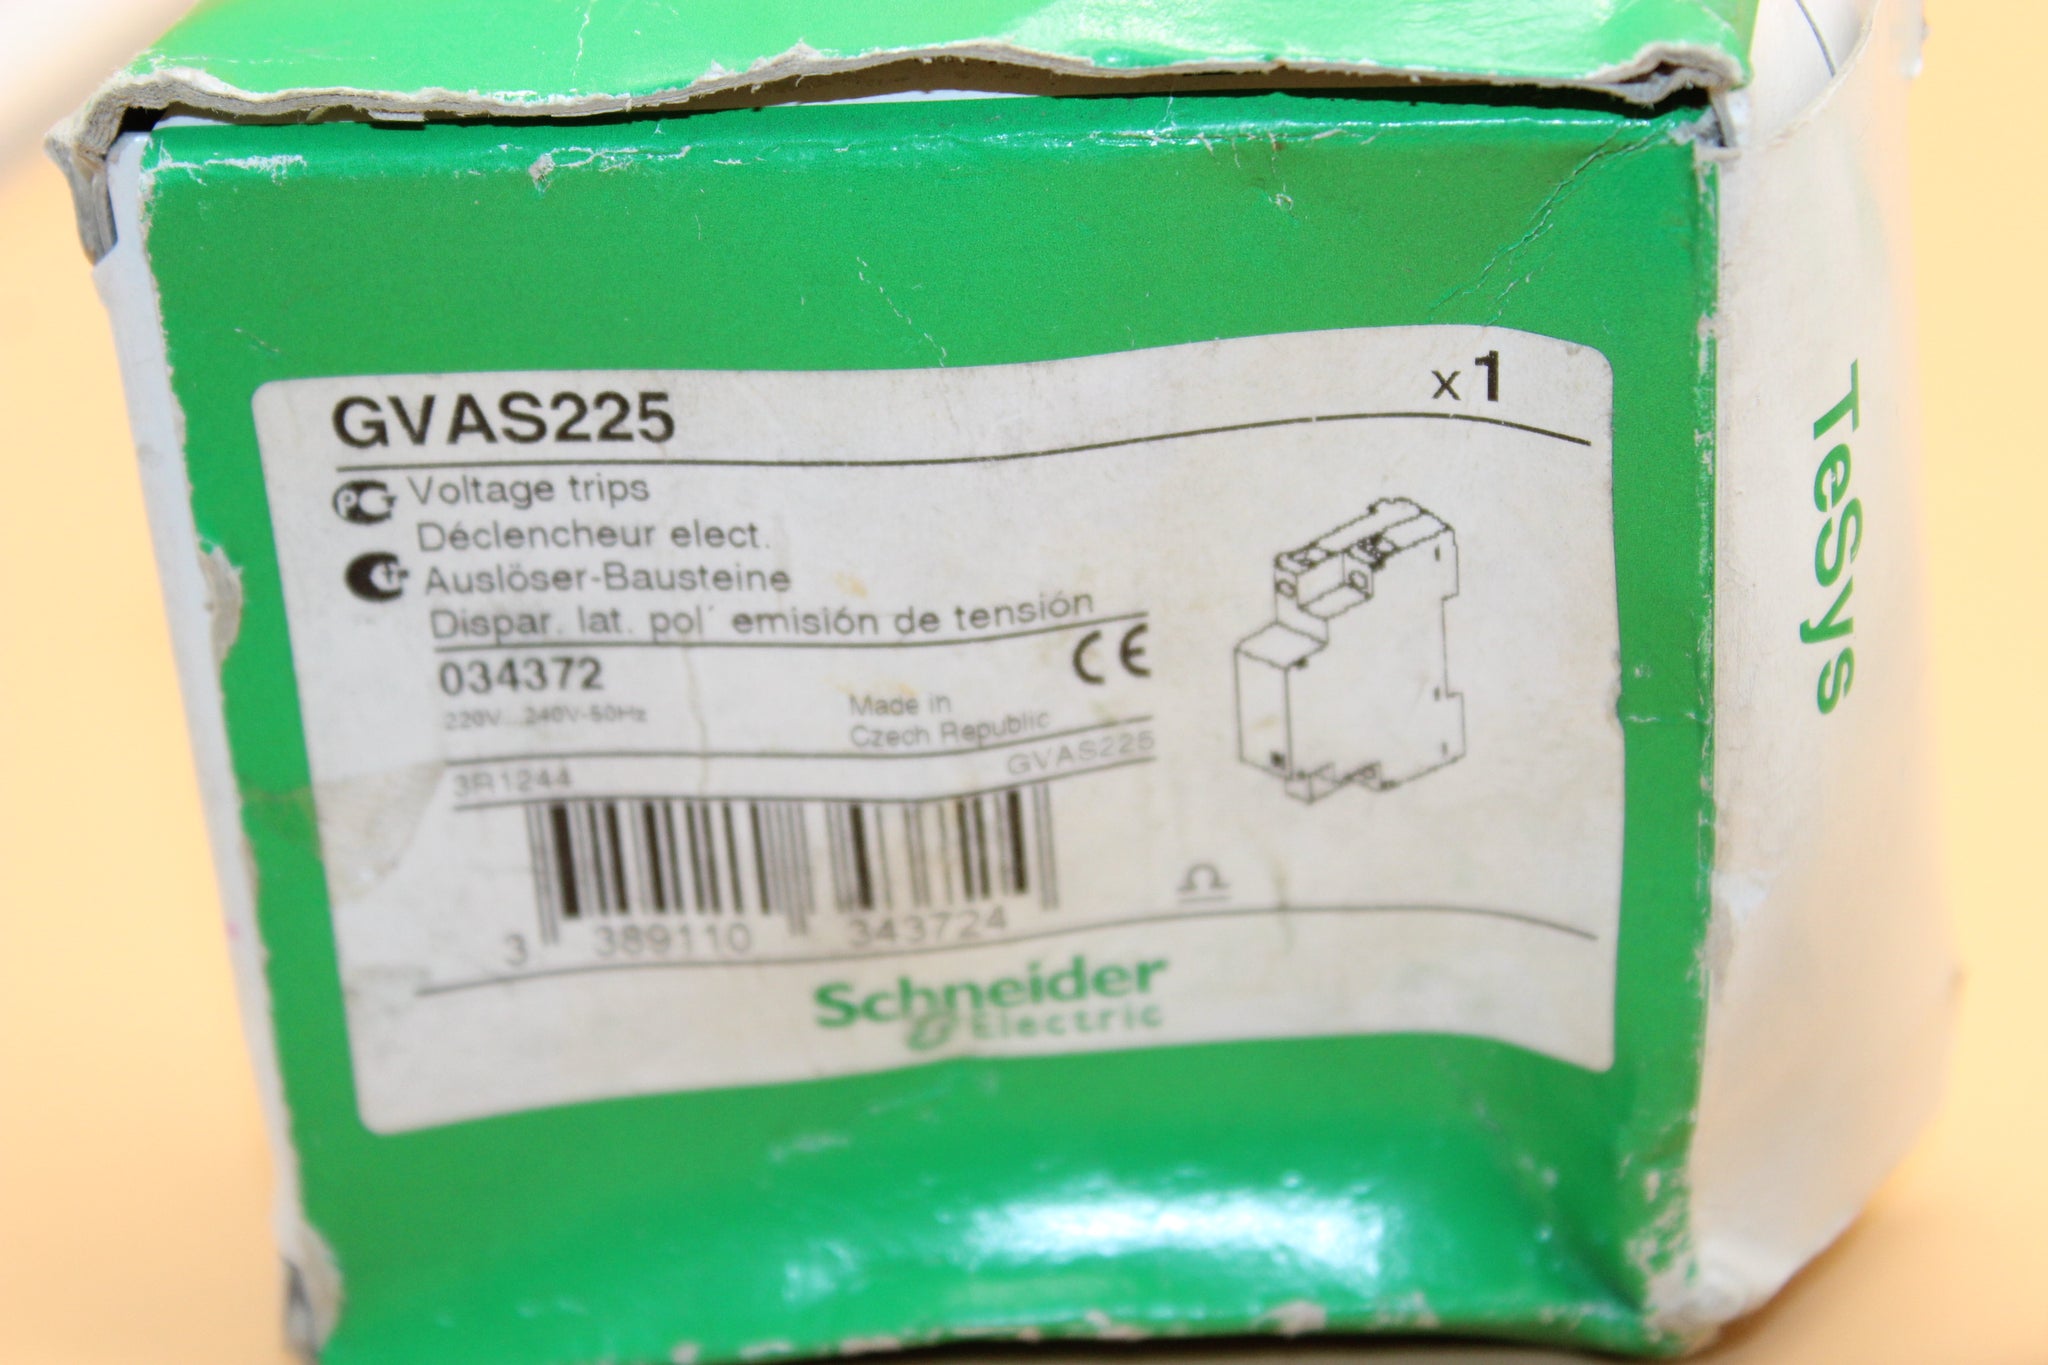 GVAS225 x 1
Voltage trips
Déclencheur elect.
Auslöser-Bausteine
Dispar. lat. pol´ emisión de tensión
034372 CE
220V...240V-50Hz
Made in
Czech Republic
3R1244 GVAS225
3 389110 343724
Schneider
Electric
TeSys